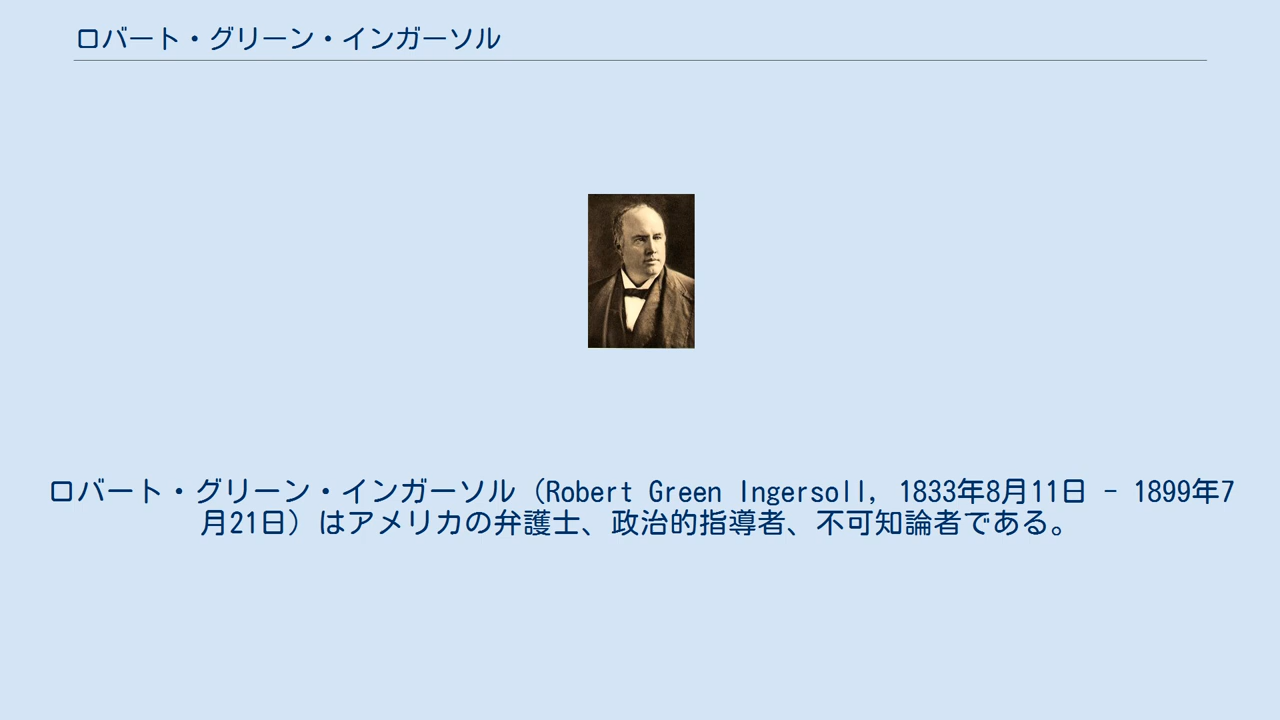 ロバート・グリーン・インガーソル
ロバート・グリーン・インガーソル（Robert Green Ingersoll, 1833年8月11日 - 1899年7
月21日）はアメリカの弁護士、政治的指導者、不可知論者である。